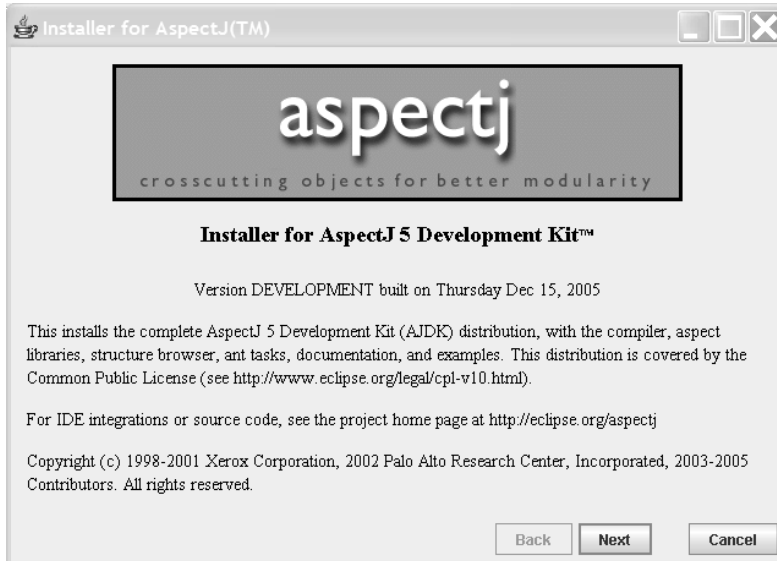 Installer for AspectJ(TM)
aspectj
crosscutting objects for better modularity
Installer for AspectJ 5 Development Kit™
Version DEVELOPMENT built on Thursday Dec 15, 2005
This installs the complete AspectJ 5 Development Kit (AJDK) distribution, with the compiler, aspect
libraries, structure browser, ant tasks, documentation, and examples. This distribution is covered by the
Common Public License (see http://www.eclipse.org/legal/cpl-v10.html).
For IDE integrations or source code, see the project home page at http://eclipse.org/aspectj
Copyright (c) 1998-2001 Xerox Corporation, 2002 Palo Alto Research Center, Incorporated, 2003-2005
Contributors. All rights reserved.
Back Next Cancel